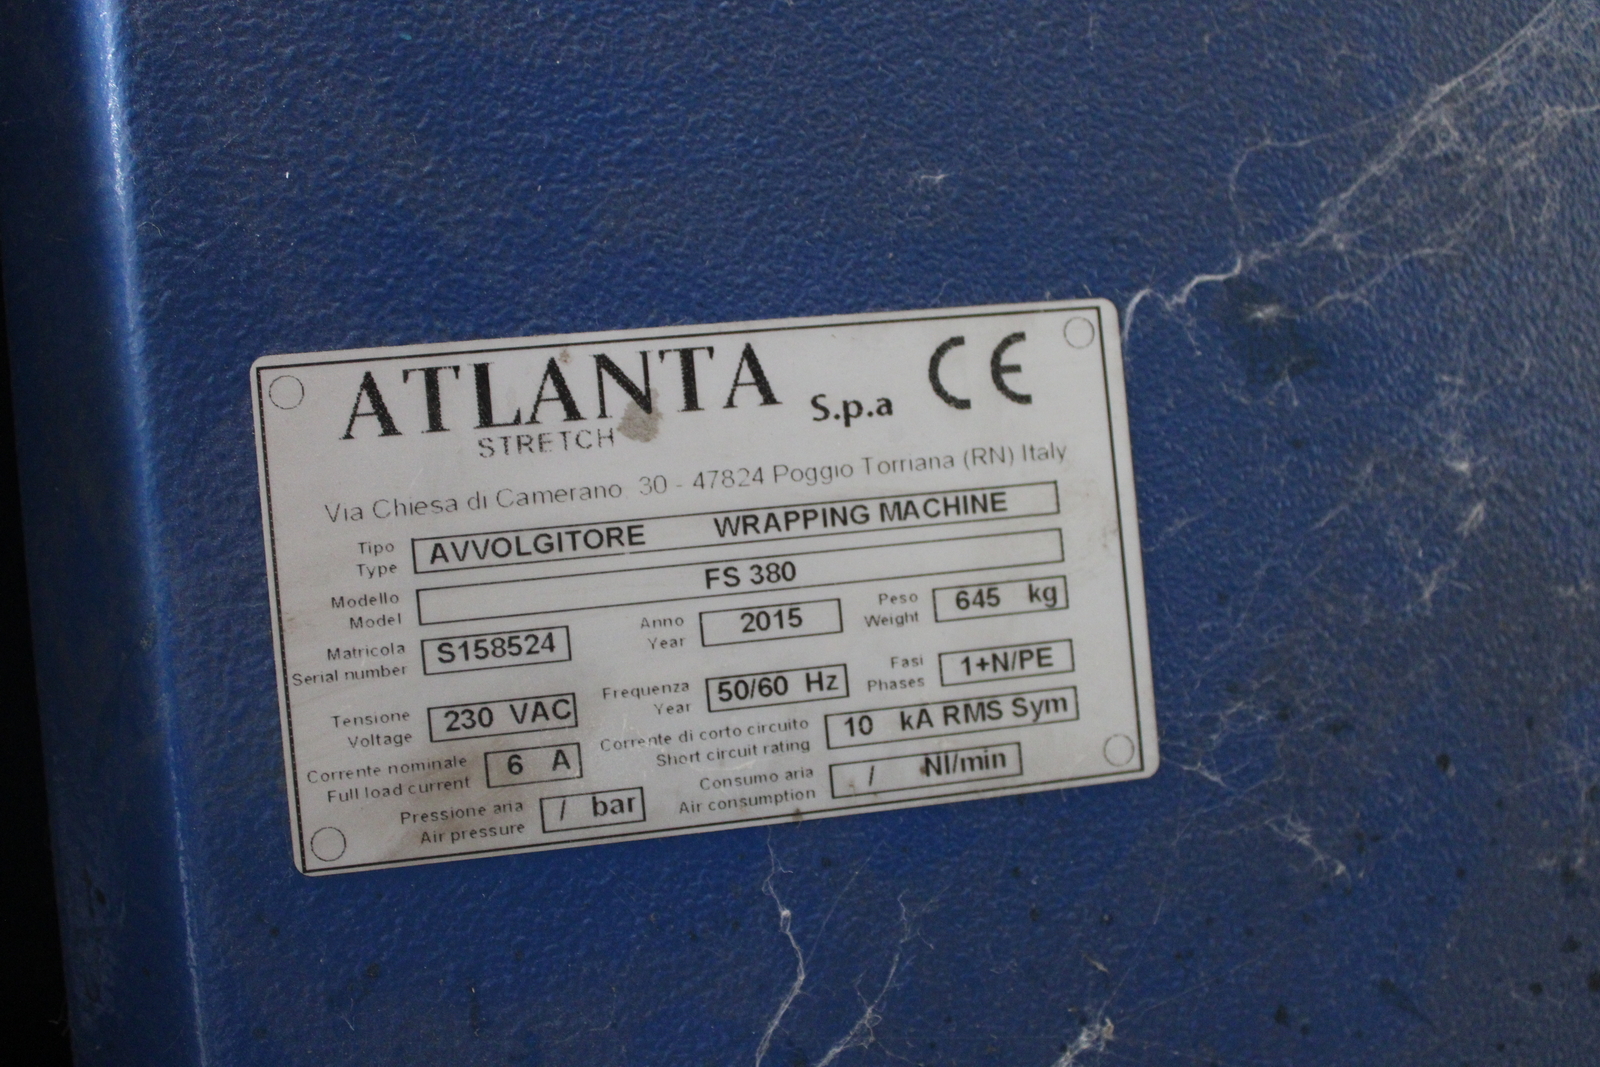 ATLANTA S.p.a CE
STRETCH
Via Chiesa di Camerano 30 - 47824 Poggio Torriana (RN) Italy
Tipo
Type
AVVOLGITORE WRAPPING MACHINE
Modello
Model
FS 380
Matricola
Serial number
S158524
Anno
Year
2015
Peso
Weight
645 kg
Tensione
Voltage
230 VAC
Frequenza
Year
50/60 Hz
Fasi
Phases
1+N/PE
Corrente nominale
Full load current
6 A
Corrente di corto circuito
Short circuit rating
10 kA RMS Sym
Pressione aria
Air pressure
/ bar
Consumo aria
Air consumption
/ Nl/min